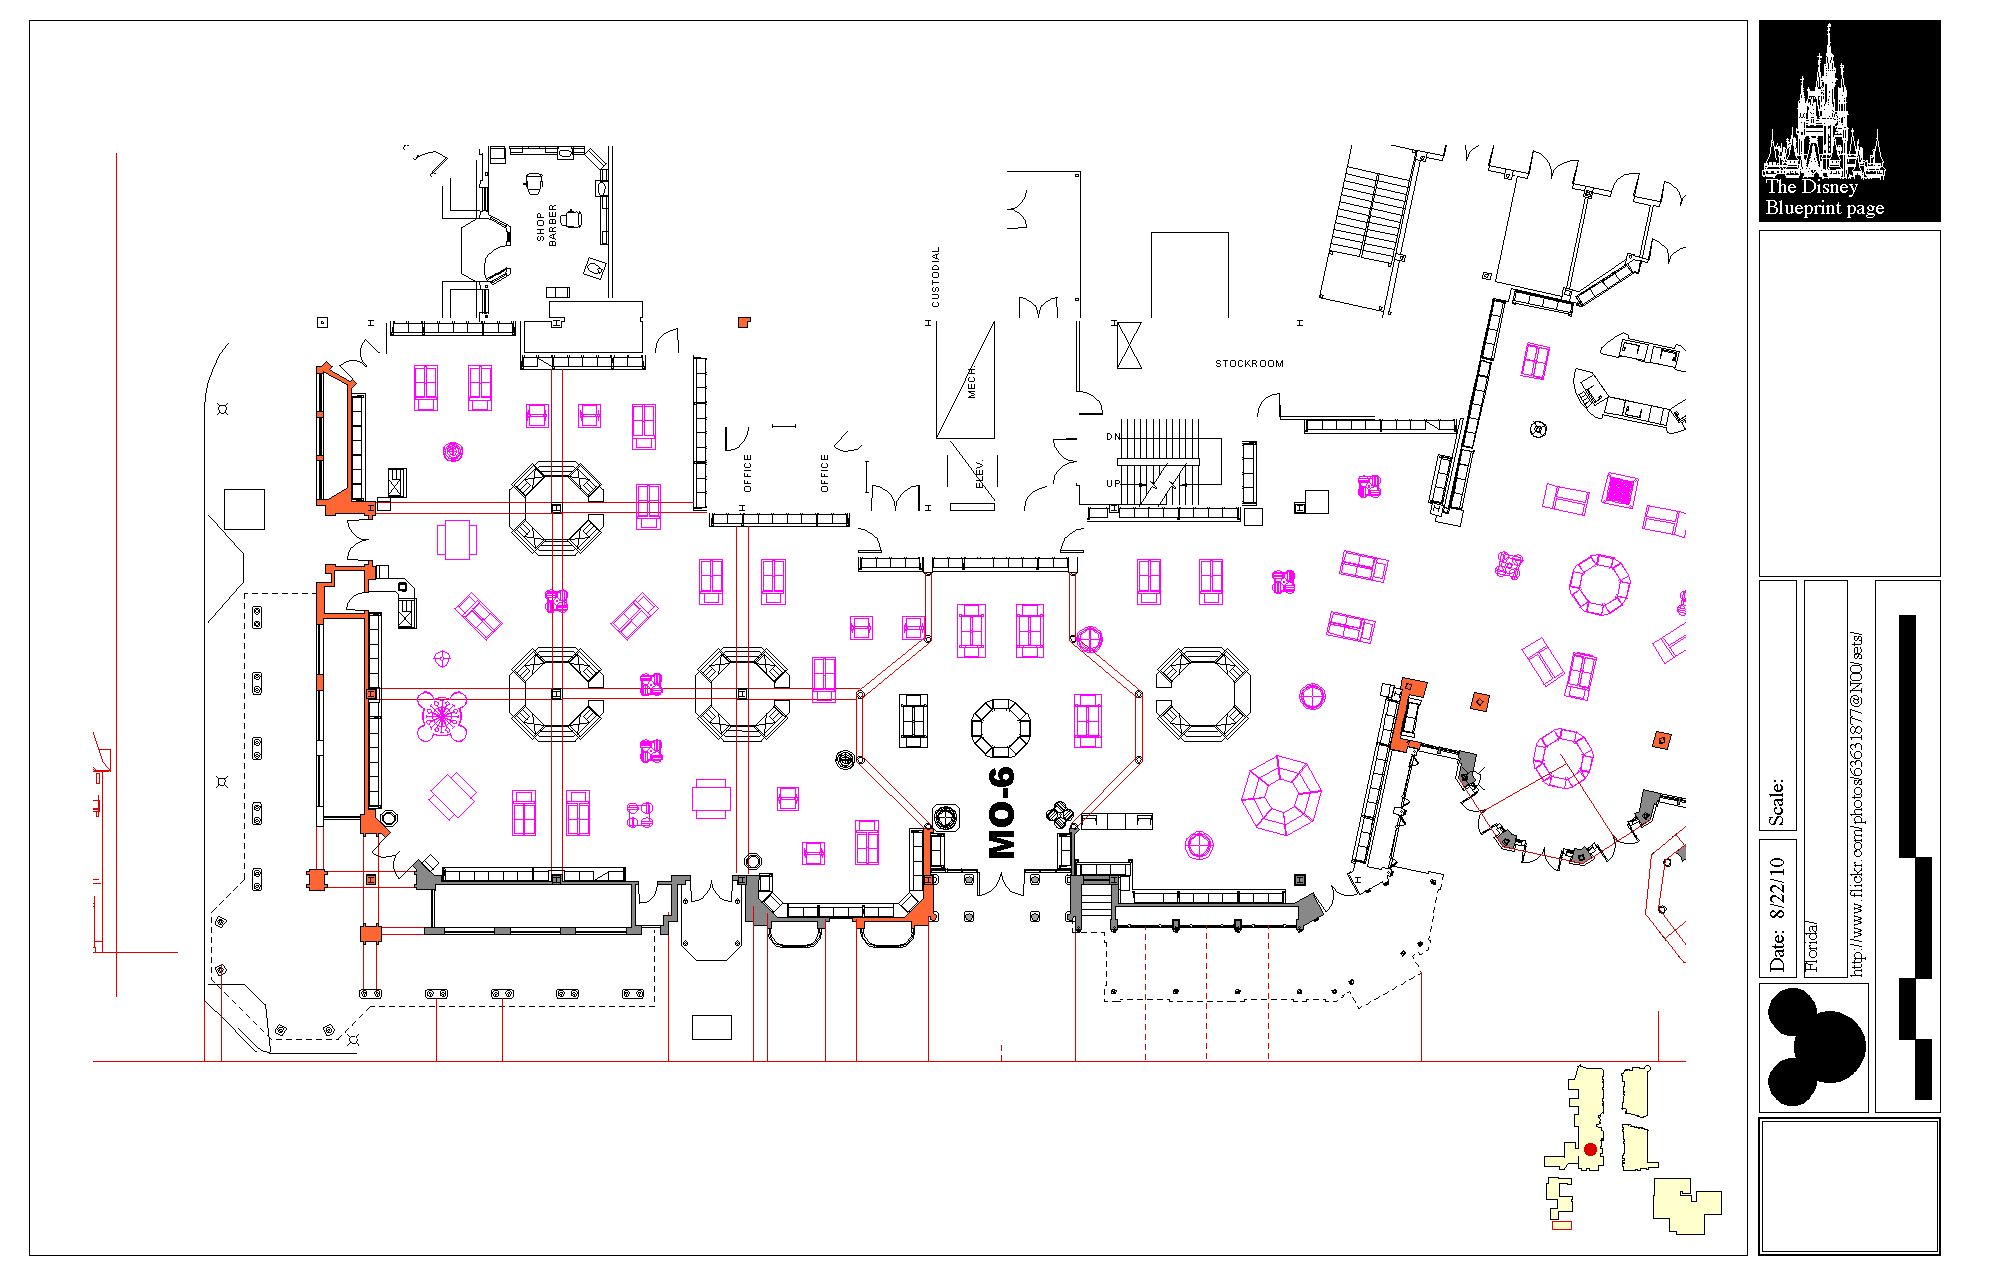 The Disney
Blueprint page
SHOP
BARBER
CUSTODIAL
MECH.
STOCKROOM
OFFICE
OFFICE
ELEV.
DN
UP
MO-6
Scale:
Date: 8/22/10
Florida/
http://www.flickr.com/photos/63631877@N00/sets/